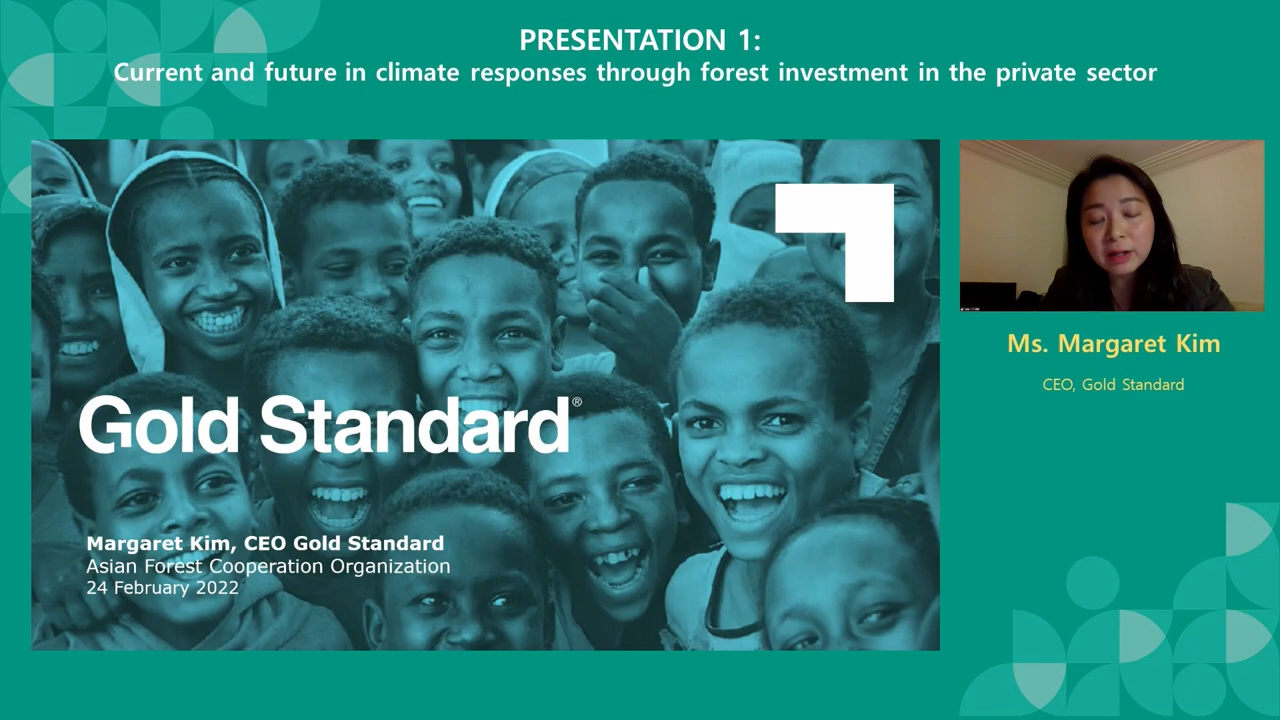 PRESENTATION 1:
Current and future in climate responses through forest investment in the private sector
Gold Standard®
Margaret Kim, CEO Gold Standard
Asian Forest Cooperation Organization
24 February 2022
Ms. Margaret Kim
CEO, Gold Standard